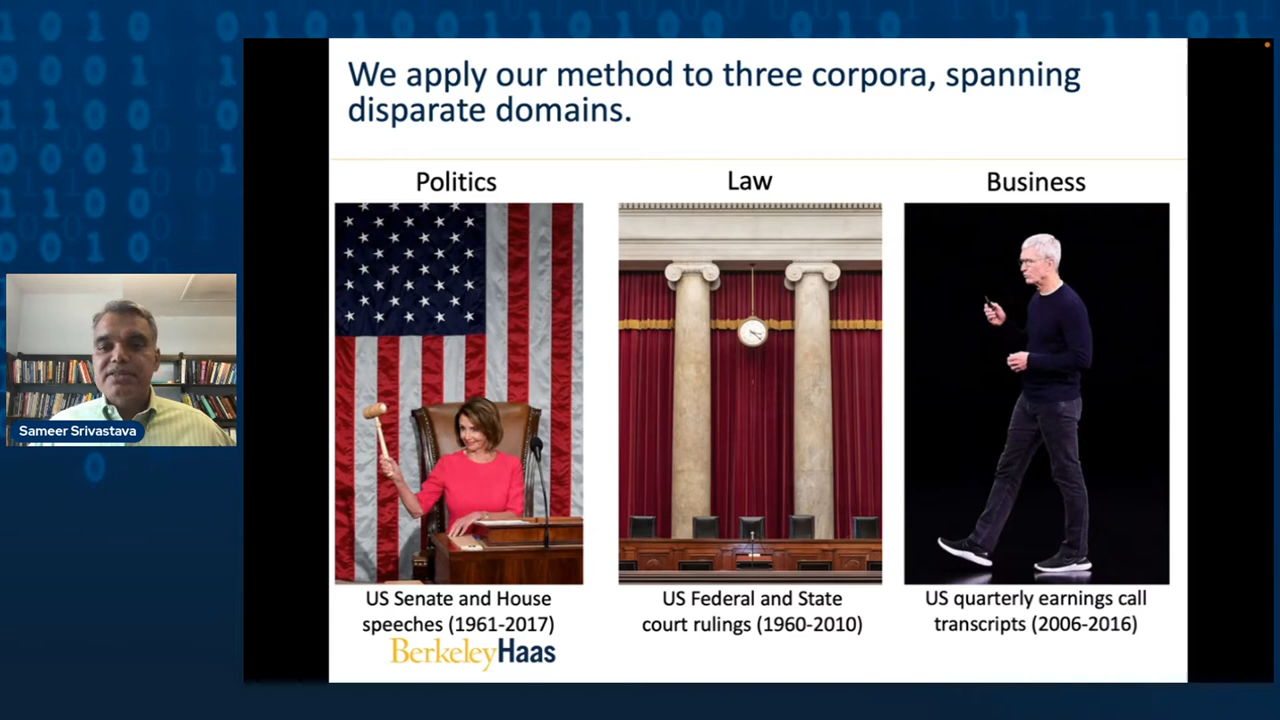 We apply our method to three corpora, spanning
disparate domains.
Politics
Law
Business
US Senate and House
speeches (1961-2017)
US Federal and State
court rulings (1960-2010)
US quarterly earnings call
transcripts (2006-2016)
BerkeleyHaas
Sameer Srivastava